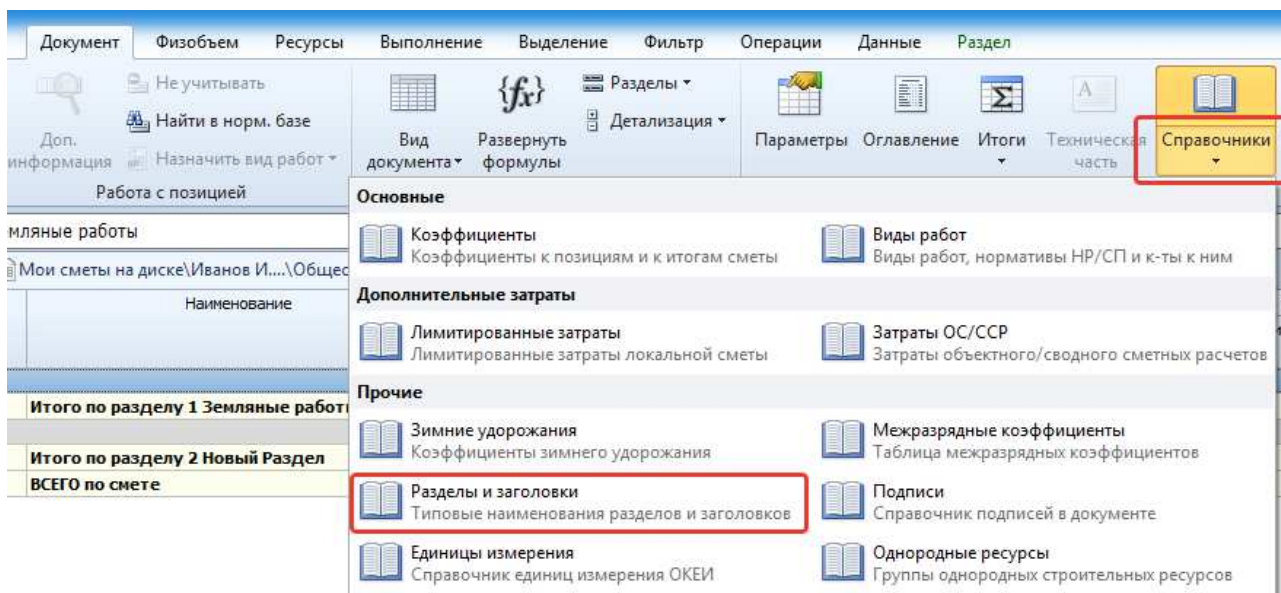 Документ Физобъем Ресурсы Выполнение Выделение Фильтр Операции Данные Раздел
Не учитывать
Найти в норм. базе
Назначить вид работ
Доп.
информация
Вид
документа
Развернуть
формулы
Разделы
Детализация
Параметры
Оглавление
Итоги
Техническая
часть
Справочники
Работа с позицией
мляные работы
Мои сметы на диске\Иванов И....\Общес
Наименование
Итого по разделу 1 Земляные работы
Итого по разделу 2 Новый Раздел
ВСЕГО по смете
Основные
Коэффициенты
Коэффициенты к позициям и к итогам сметы
Виды работ
Виды работ, нормативы НР/СП и к-ты к ним
Дополнительные затраты
Лимитированные затраты
Лимитированные затраты локальной сметы
Затраты ОС/ССР
Затраты объектного/сводного сметных расчетов
Прочие
Зимние удорожания
Коэффициенты зимнего удорожания
Межразрядные коэффициенты
Таблица межразрядных коэффициентов
Разделы и заголовки
Типовые наименования разделов и заголовков
Подписи
Справочник подписей в документе
Единицы измерения
Справочник единиц измерения ОКЕИ
Однородные ресурсы
Группы однородных строительных ресурсов